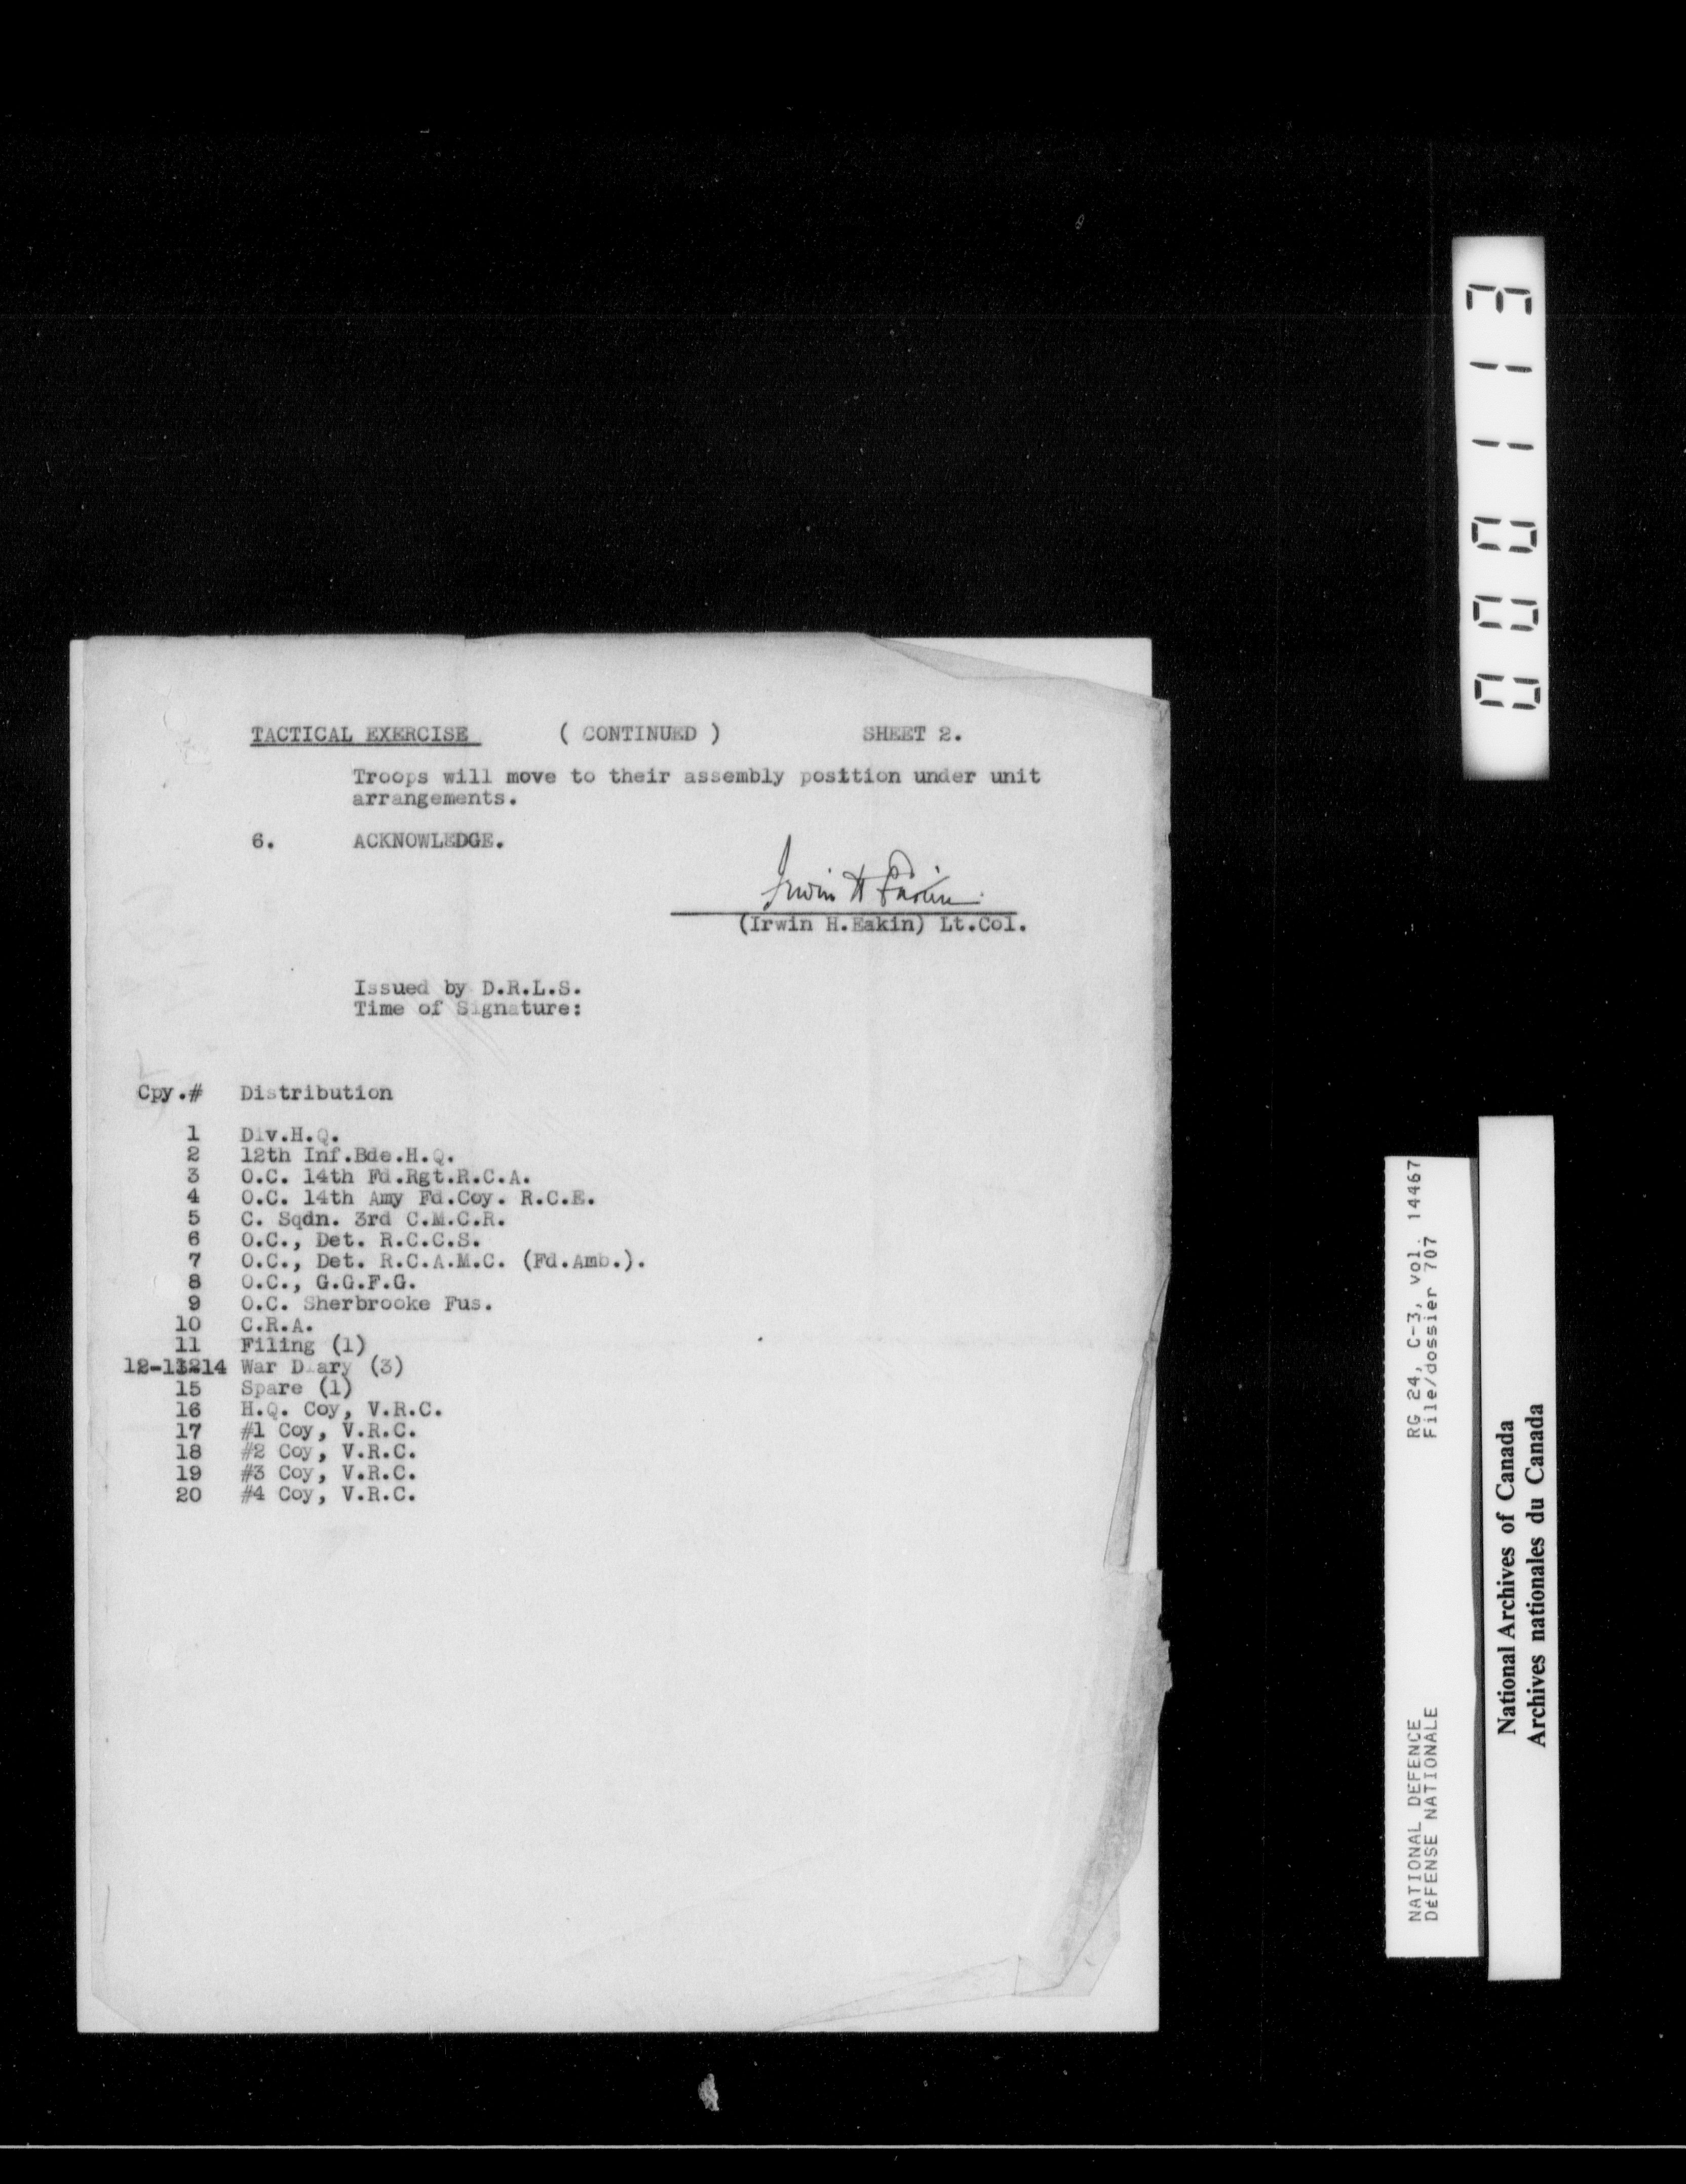 TACTICAL EXERCISE ( CONTINUED ) SHEET 2.
Troops will move to their assembly position under unit
arrangements.
6. ACKNOWLEDGE.
Irwin H Eakin
(Irwin H.Eakin) Lt.Col.
Issued by D.R.L.S.
Time of Signature:
Cpy.# Distribution
1 Div.H.Q.
2 12th Inf.Bde.H.Q.
3 O.C. 14th Fd.Rgt.R.C.A.
4 O.C. 14th Amy Fd.Coy. R.C.E.
5 C. Sqdn. 3rd C.M.C.R.
6 O.C., Det. R.C.C.S.
7 O.C., Det. R.C.A.M.C. (Fd.Amb.).
8 O.C., G.G.F.G.
9 O.C. Sherbrooke Fus.
10 C.R.A.
11 Filing (1)
12-13-14 War Diary (3)
15 Spare (1)
16 H.Q. Coy, V.R.C.
17 #1 Coy, V.R.C.
18 #2 Coy, V.R.C.
19 #3 Coy, V.R.C.
20 #4 Coy, V.R.C.
000113
NATIONAL DEFENCE RG 24, C-3, vol. 14467
DéFENSE NATIONALE File/dossier 707
National Archives of Canada
Archives nationales du Canada